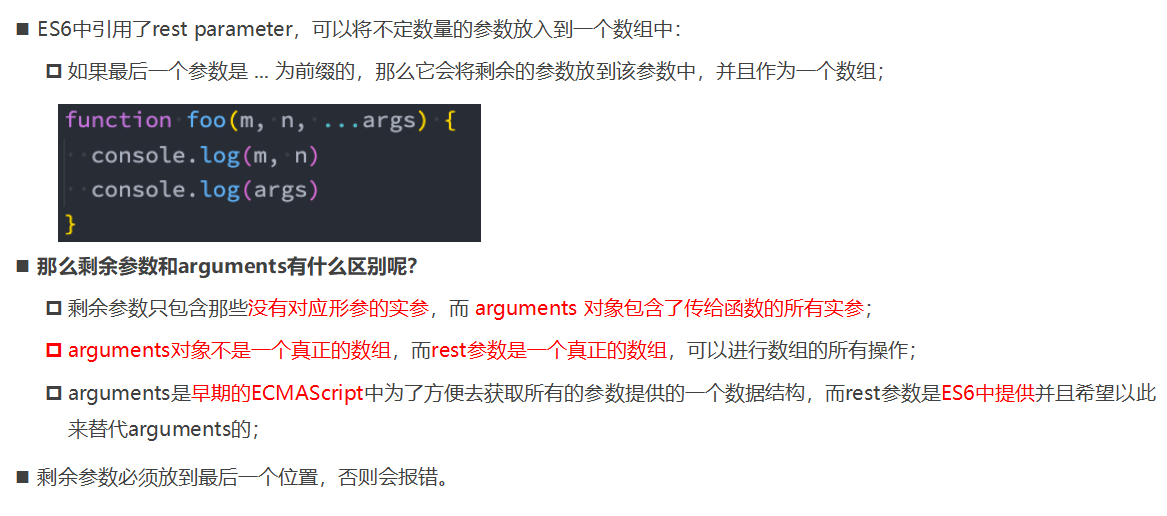 ES6中引用了rest parameter，可以将不定数量的参数放入到一个数组中：
如果最后一个参数是 ... 为前缀的，那么它会将剩余的参数放到该参数中，并且作为一个数组；
function foo(m, n, ...args) {
  console.log(m, n)
  console.log(args)
}
那么剩余参数和arguments有什么区别呢？
剩余参数只包含那些没有对应形参的实参，而 arguments 对象包含了传给函数的所有实参；
arguments对象不是一个真正的数组，而rest参数是一个真正的数组，可以进行数组的所有操作；
arguments是早期的ECMAScript中为了方便去获取所有的参数提供的一个数据结构，而rest参数是ES6中提供并且希望以此
来替代arguments的；
剩余参数必须放到最后一个位置，否则会报错。